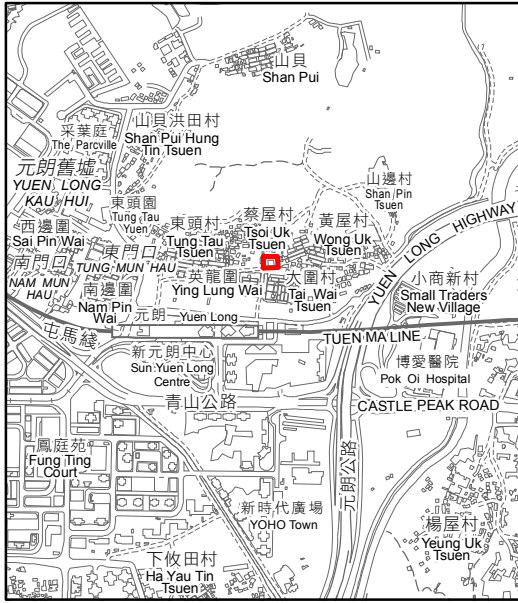 山貝
Shan Pui
山貝洪田村
Shan Pui Hung
Tin Tsuen
采葉庭
The Parcville
元朗舊墟
YUEN LONG
KAU HUI
東頭園
Tung Tau
Yuen
山邊村
Shan Pin
Tsuen
蔡屋村
Tsoi Uk
Tsuen
黃屋村
Wong Uk
Tsuen
東頭村
Tung Tau
Tsuen
西邊圍
Sai Pin Wai
東門口
TUNG MUN HAU
南門口
NAM MUN
HAU
南邊圍
Nam Pin
Wai
英龍圍
Ying Lung Wai
大圍村
Tai Wai
Tsuen
YUEN LONG HIGHWAY
小商新村
Small Traders
New Village
元朗 Yuen Long
屯馬綫
TUEN MA LINE
新元朗中心
Sun Yuen Long
Centre
博愛醫院
Pok Oi Hospital
青山公路
CASTLE PEAK ROAD
鳳庭苑
Fung Ting
Court
元朗公路
新時代廣場
YOHO Town
楊屋村
Yeung Uk
Tsuen
下攸田村
Ha Yau Tin
Tsuen